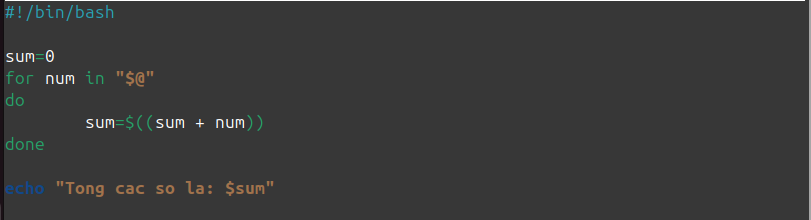 #!/bin/bash
sum=0
for num in "$@"
do
sum=$((sum + num))
done
echo "Tong cac so la: $sum"